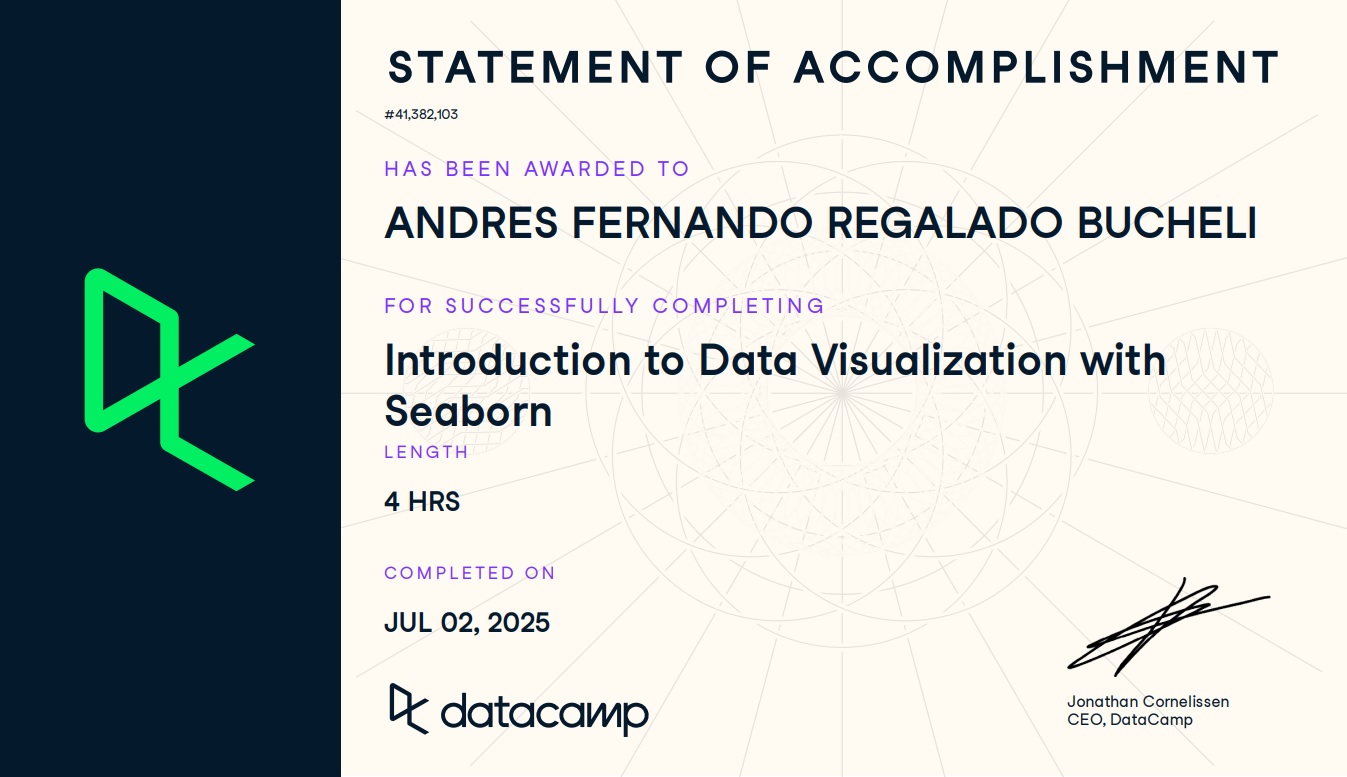 STATEMENT OF ACCOMPLISHMENT
#41,382,103
HAS BEEN AWARDED TO
ANDRES FERNANDO REGALADO BUCHELI
FOR SUCCESSFULLY COMPLETING
Introduction to Data Visualization with
Seaborn
LENGTH
4 HRS
COMPLETED ON
JUL 02, 2025
datacamp
Jonathan Cornelissen
CEO, DataCamp